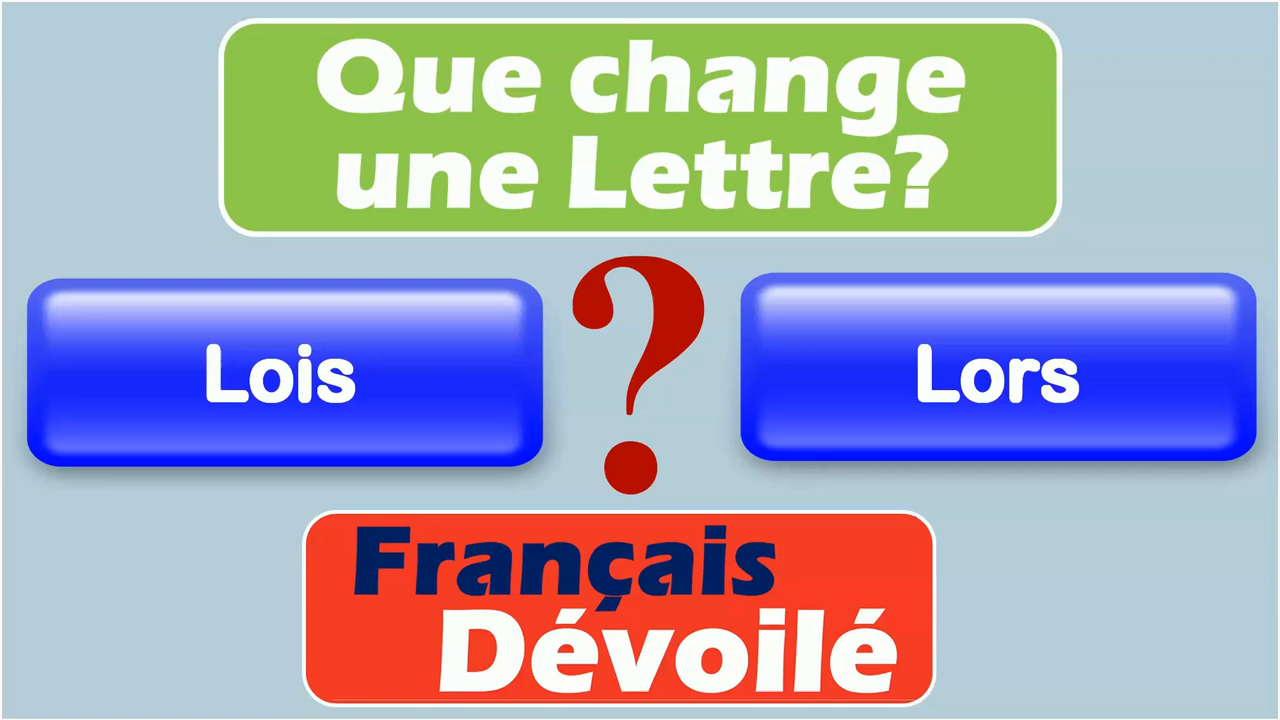 Que change
une Lettre?
Lois
?
Lors
Français
Dévoilé